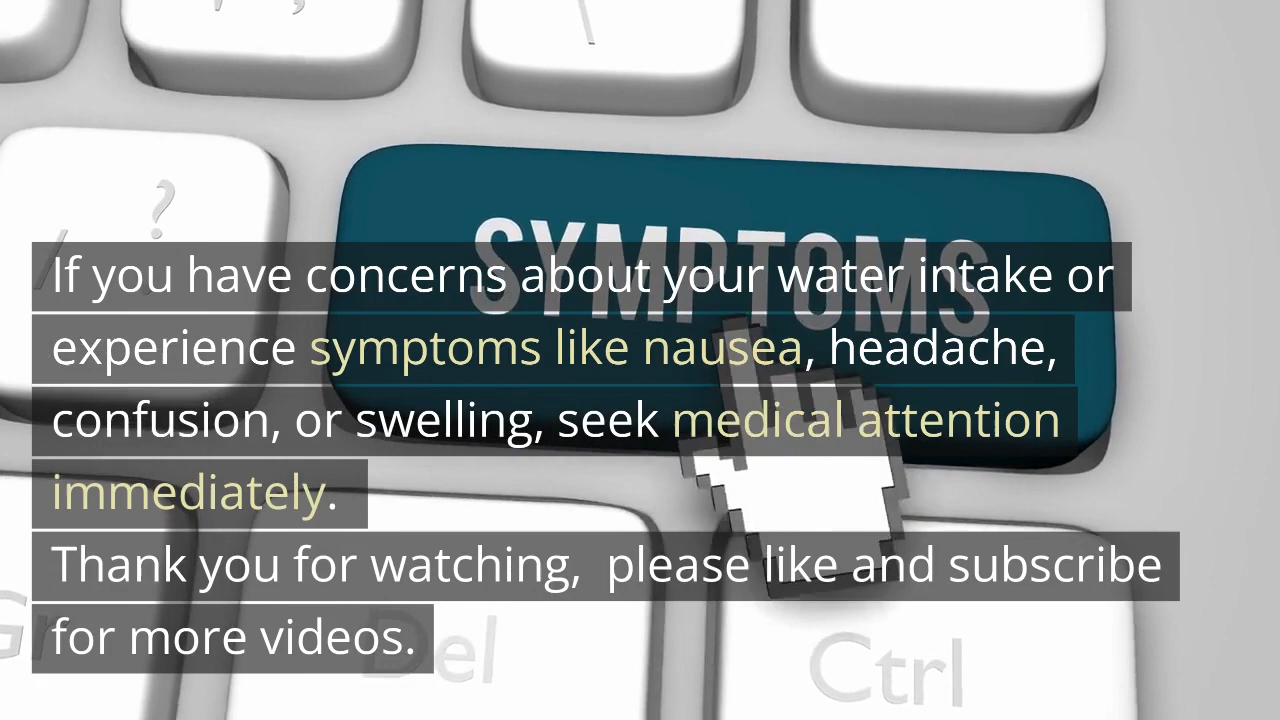 ?
/
\
SYMPTOMS
If you have concerns about your water intake or
experience symptoms like nausea, headache,
confusion, or swelling, seek medical attention
immediately.
Thank you for watching,  please like and subscribe
for more videos.
Gr
Del
Ctrl